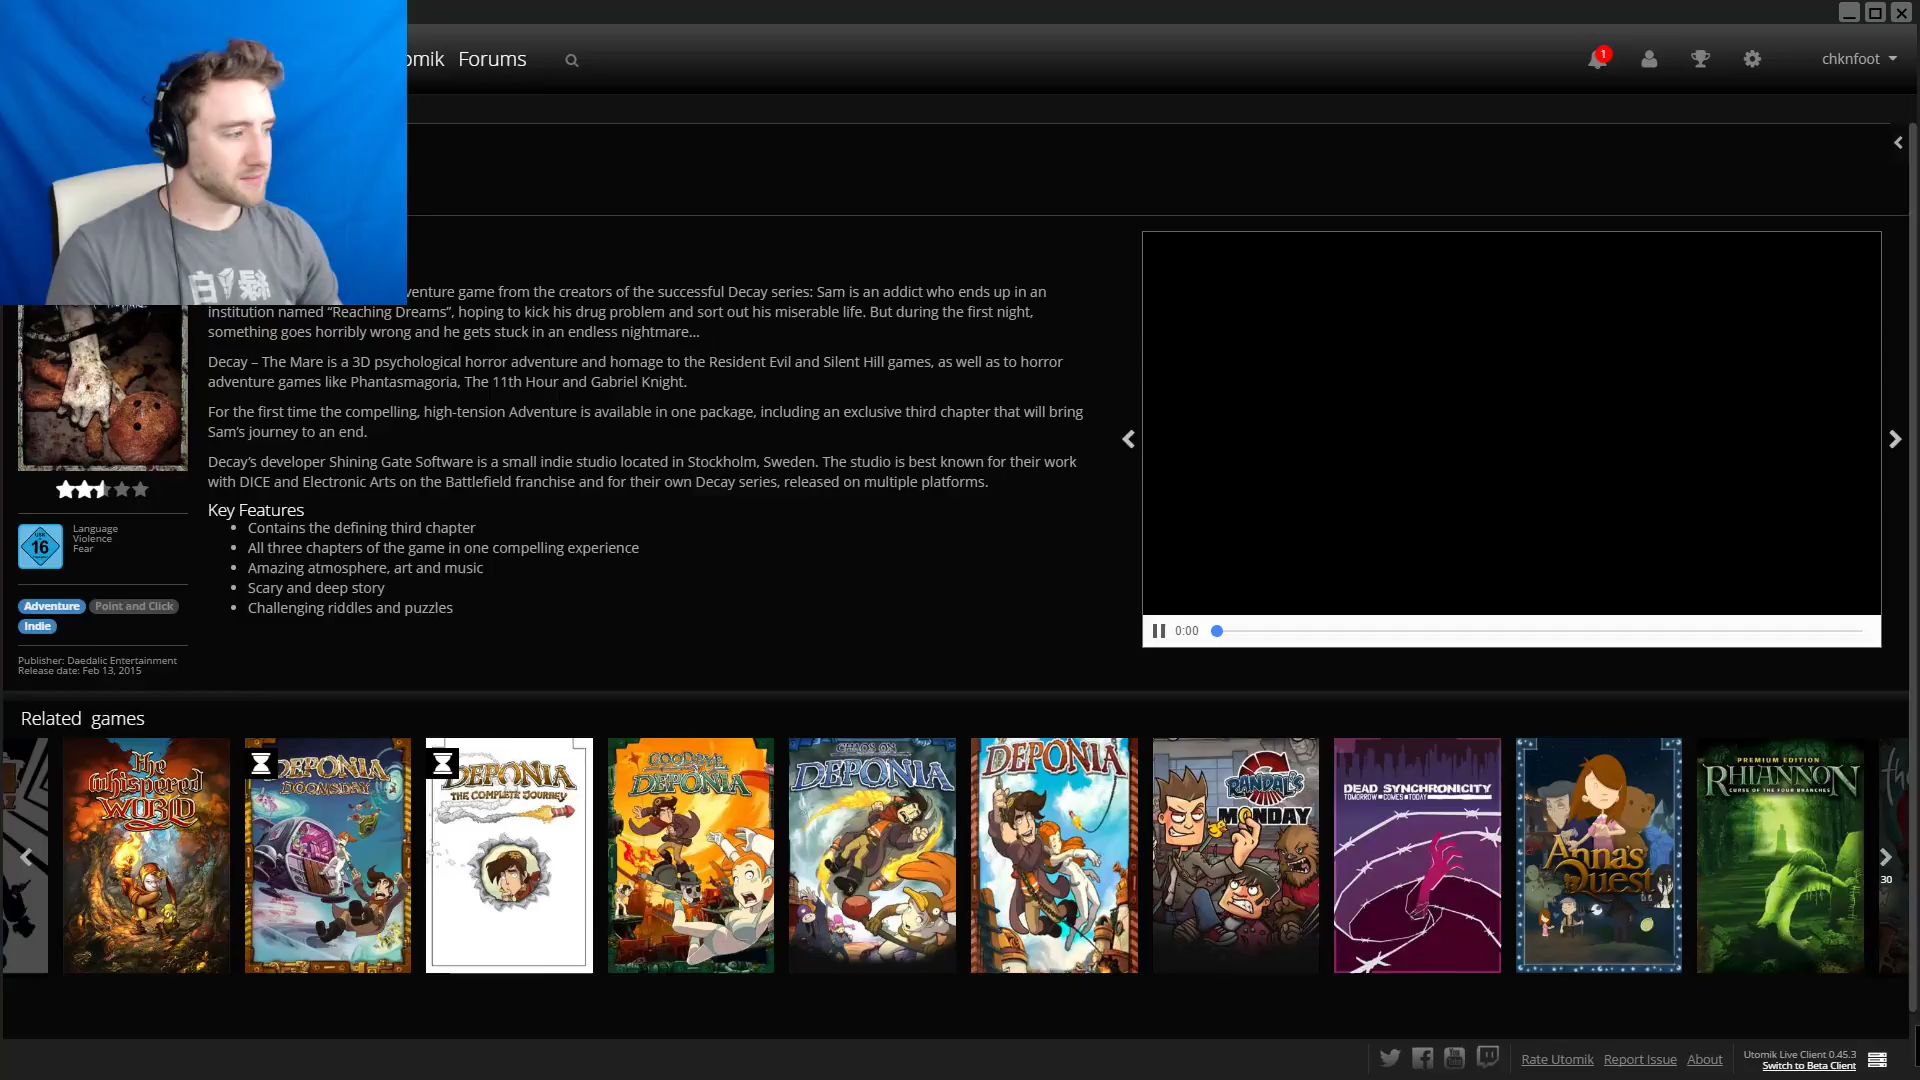 omik Forums
1
chknfoot
venture game from the creators of the successful Decay series: Sam is an addict who ends up in an
institution named “Reaching Dreams”, hoping to kick his drug problem and sort out his miserable life. But during the first night,
something goes horribly wrong and he gets stuck in an endless nightmare...
Decay – The Mare is a 3D psychological horror adventure and homage to the Resident Evil and Silent Hill games, as well as to horror
adventure games like Phantasmagoria, The 11th Hour and Gabriel Knight.
For the first time the compelling, high-tension Adventure is available in one package, including an exclusive third chapter that will bring
Sam's journey to an end.
Decay's developer Shining Gate Software is a small indie studio located in Stockholm, Sweden. The studio is best known for their work
with DICE and Electronic Arts on the Battlefield franchise and for their own Decay series, released on multiple platforms.
Key Features
Contains the defining third chapter
All three chapters of the game in one compelling experience
Amazing atmosphere, art and music
Scary and deep story
Challenging riddles and puzzles
16
Language
Violence
Fear
Adventure Point and Click
Indie
Publisher: Daedalic Entertainment
Release date: Feb 13, 2015
0:00
Related games
The Whispered World
DEPONIA DOOMSDAY
DEPONIA THE COMPLETE JOURNEY
GOODBYE DEPONIA
CHAOS ON DEPONIA
DEPONIA
RANDAL'S MONDAY
DEAD SYNCHRONICITY
TOMORROW COMES TODAY
Anna's Quest
PREMIUM EDITION
RHIANNON
CURSE OF THE FOUR BRANCHES
30
Rate Utomik Report Issue About
Utomik Live Client 0.45.3
Switch to Beta Client